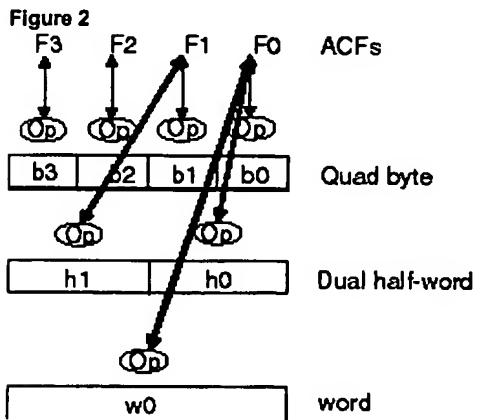 Figure 2
F3 F2 F1 F0 ACFs
Op Op Op Op
b3 b2 b1 b0 Quad byte
Op Op
h1 h0 Dual half-word
Op
w0 word